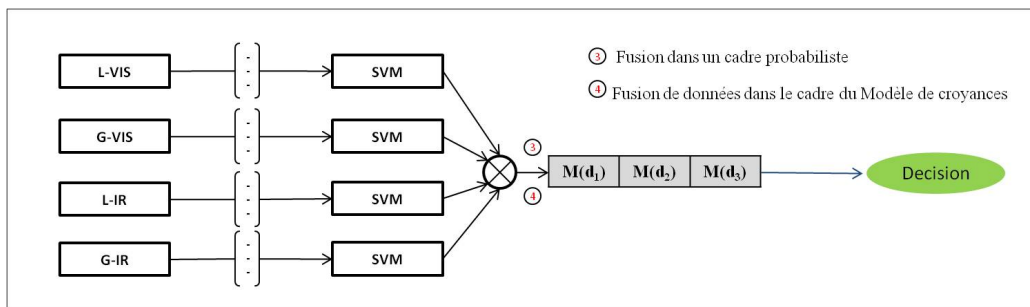 L-VIS
SVM
G-VIS
SVM
L-IR
SVM
G-IR
SVM
③ Fusion dans un cadre probabiliste
④ Fusion de données dans le cadre du Modèle de croyances
③
④
M(d₁) M(d₂) M(d₃)
Decision